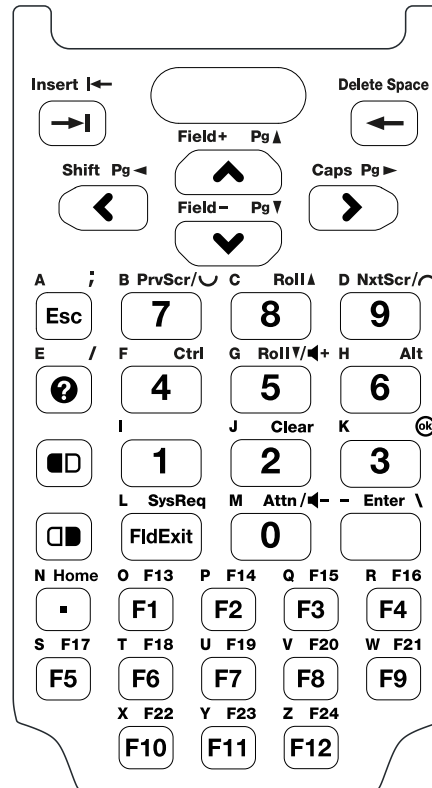 Insert Delete Space
Field+ Pg▲
Shift Pg◄ Caps Pg►
Field– Pg▼
A ; B PrvScr/ C Roll▲ D NxtScr/
Esc 7 8 9
E / F Ctrl G Roll▼/+ H Alt
? 4 5 6
I J Clear K ok
1 2 3
L SysReq M Attn/– – Enter \
FldExit 0
N Home O F13 P F14 Q F15 R F16
. F1 F2 F3 F4
S F17 T F18 U F19 V F20 W F21
F5 F6 F7 F8 F9
X F22 Y F23 Z F24
F10 F11 F12